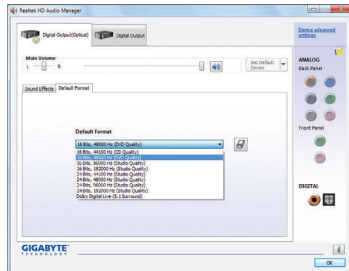 Realtek HD Audio Manager
Digital Output(Optical)
Digital Output
Device advanced settings
Main Volume
L
R
Set Default Device
ANALOG
Back Panel
Sound Effects
Default Format
Default Format
16 Bits, 48000 Hz (DVD Quality)
16 Bits, 44100 Hz (CD Quality)
16 Bits, 48000 Hz (DVD Quality)
16 Bits, 96000 Hz (Studio Quality)
16 Bits, 192000 Hz (Studio Quality)
24 Bits, 44100 Hz (Studio Quality)
24 Bits, 48000 Hz (Studio Quality)
24 Bits, 96000 Hz (Studio Quality)
24 Bits, 192000 Hz (Studio Quality)
Dolby Digital Live (5.1 Surround)
Front Panel
DIGITAL
GIGABYTE
TECHNOLOGY
OK